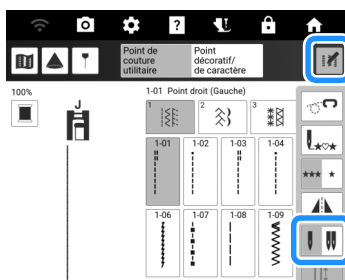 ?
Point de
couture
utilitaire
Point
décoratif/
de caractère
100%
J
1-01 Point droit (Gauche)
1 2 3
1-01 1-02 1-03 1-04
1-06 1-07 1-08 1-09